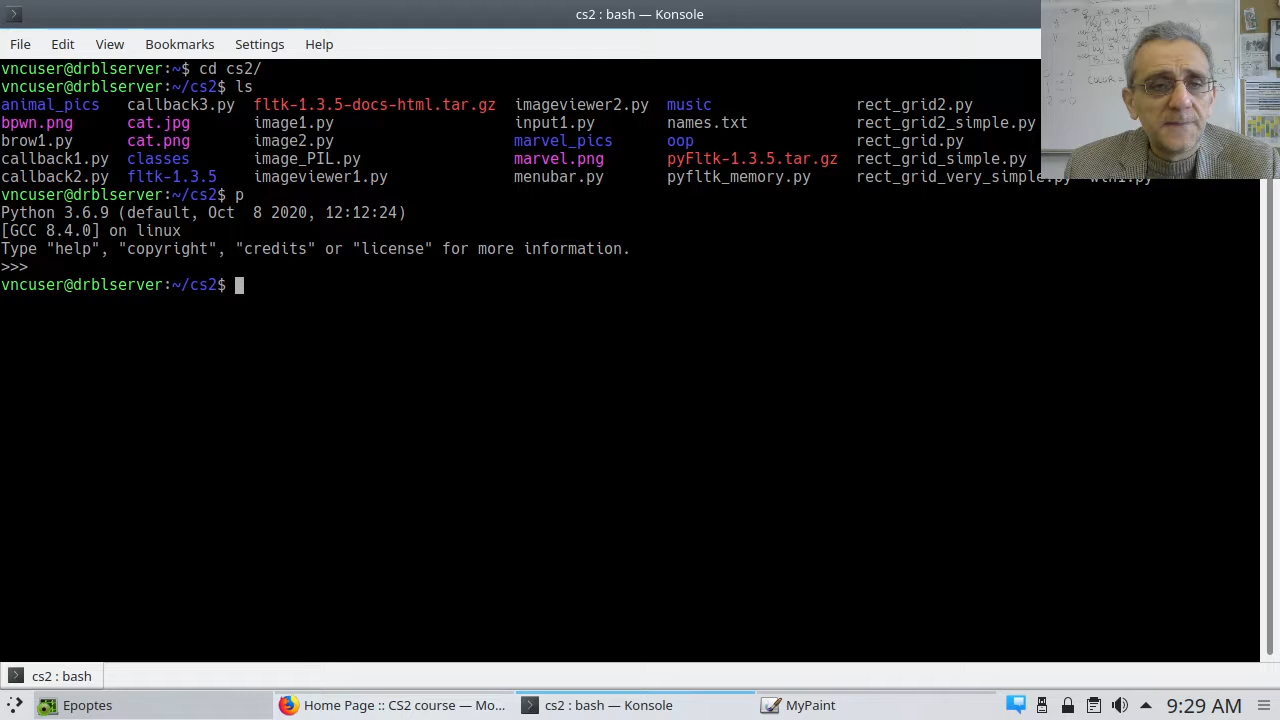 cs2 : bash — Konsole
File Edit View Bookmarks Settings Help
vncuser@drblserver:~$ cd cs2/
vncuser@drblserver:~/cs2$ ls
animal_pics callback3.py fltk-1.3.5-docs-html.tar.gz imageviewer2.py music rect_grid2.py
bpwn.png cat.jpg image1.py input1.py names.txt rect_grid2_simple.py
brow1.py cat.png image2.py marvel_pics oop rect_grid.py
callback1.py classes image_PIL.py marvel.png pyFltk-1.3.5.tar.gz rect_grid_simple.py
callback2.py fltk-1.3.5 imageviewer1.py menubar.py pyfltk_memory.py rect_grid_very_simple.py
vncuser@drblserver:~/cs2$ p
Python 3.6.9 (default, Oct 8 2020, 12:12:24)
[GCC 8.4.0] on linux
Type "help", "copyright", "credits" or "license" for more information.
>>>
vncuser@drblserver:~/cs2$
cs2 : bash
Epoptes Home Page :: CS2 course — Mo... cs2 : bash — Konsole MyPaint 9:29 AM